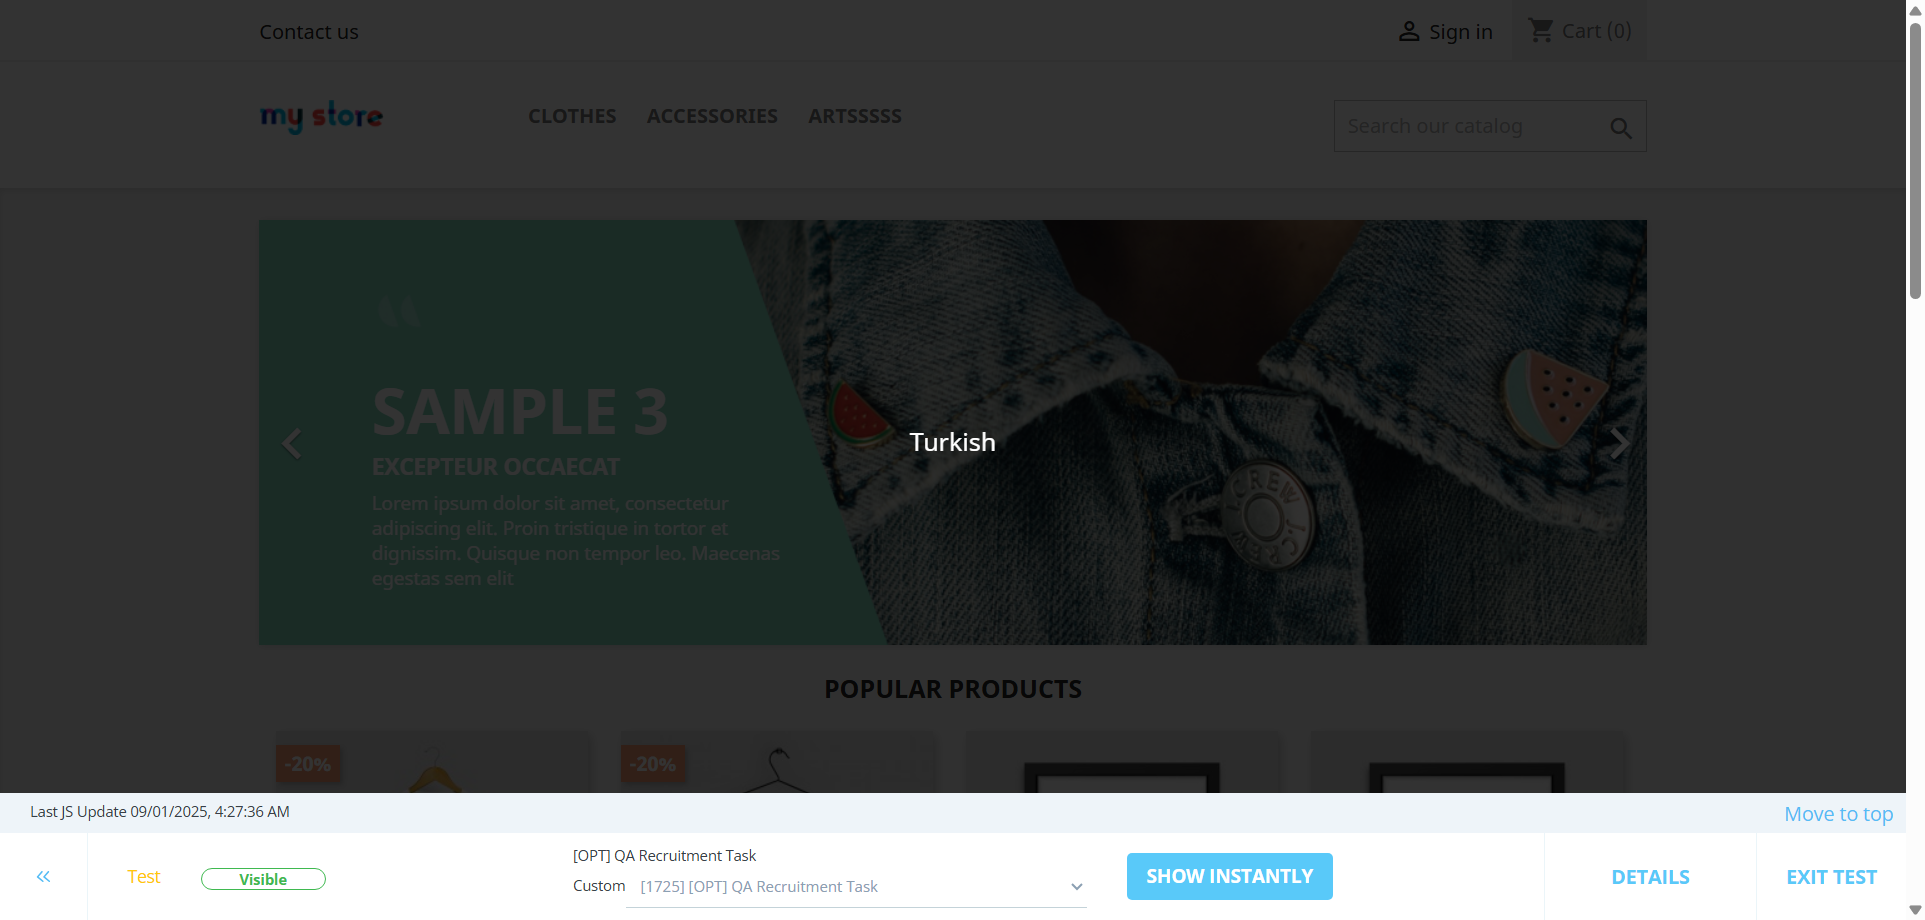 Contact us
Sign in
Cart (0)
my store
CLOTHES
ACCESSORIES
ARTSSSSS
Search our catalog
“
SAMPLE 3
EXCEPTEUR OCCAECAT
Lorem ipsum dolor sit amet, consectetur
adipiscing elit. Proin tristique in tortor et
dignissim. Quisque non tempor leo. Maecenas
egestas sem elit
Turkish
J.CREW J.CREW
POPULAR PRODUCTS
-20%
-20%
Last JS Update 09/01/2025, 4:27:36 AM
Move to top
Test
Visible
[OPT] QA Recruitment Task
Custom
[1725] [OPT] QA Recruitment Task
SHOW INSTANTLY
DETAILS
EXIT TEST